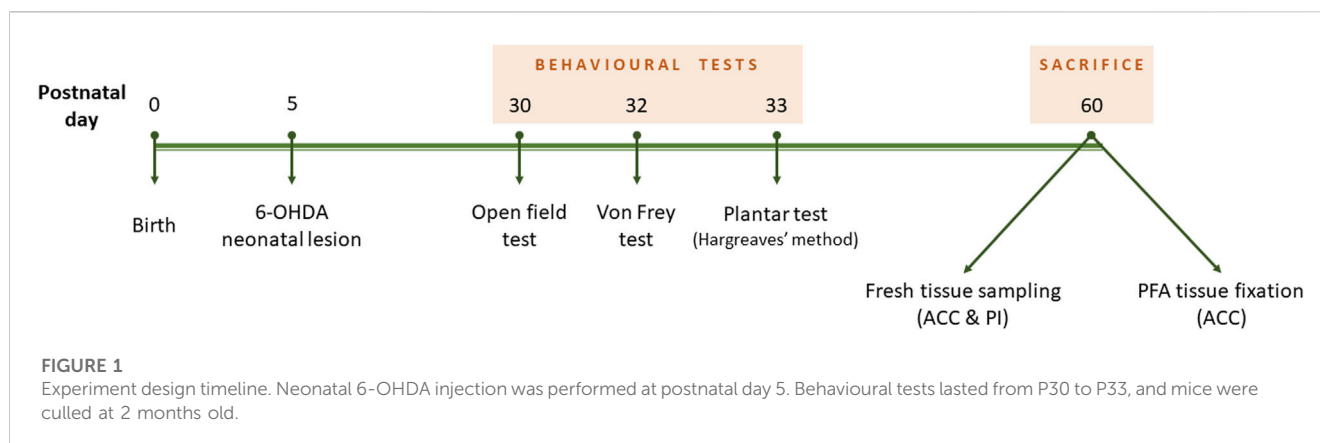 BEHAVIOURAL TESTS
SACRIFICE
Postnatal day
0 5 30 32 33 60
Birth
6-OHDA
neonatal lesion
Open field
test
Von Frey
test
Plantar test
(Hargreaves' method)
Fresh tissue sampling
(ACC & PI)
PFA tissue fixation
(ACC)
FIGURE 1
Experiment design timeline. Neonatal 6-OHDA injection was performed at postnatal day 5. Behavioural tests lasted from P30 to P33, and mice were
culled at 2 months old.